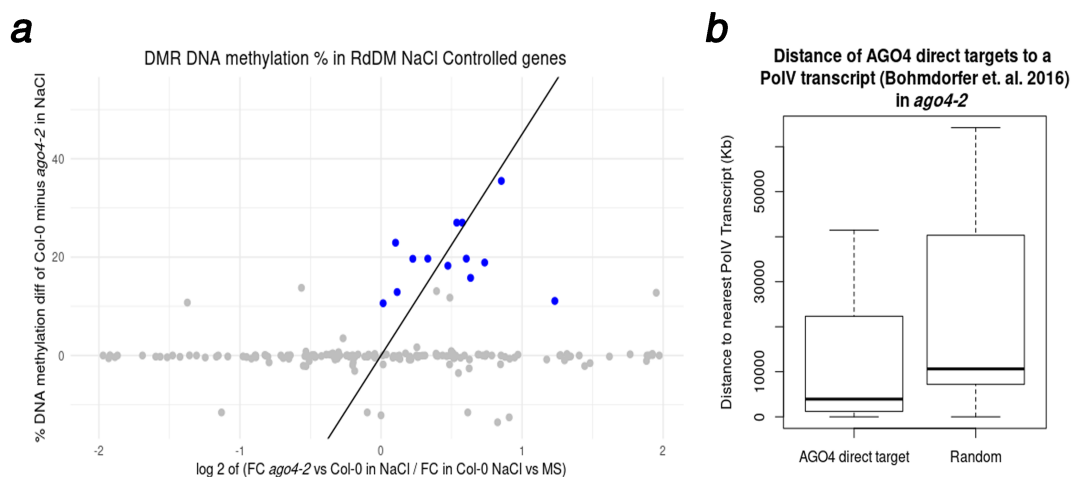 a
DMR DNA methylation % in RdDM NaCl Controlled genes
% DNA methylation diff of Col-0 minus ago4-2 in NaCl
40
20
0
-2 -1 0 1 2
log 2 of (FC ago4-2 vs Col-0 in NaCl / FC in Col-0 NaCl vs MS)
b
Distance of AGO4 direct targets to a
PolV transcript (Bohmdorfer et. al. 2016)
in ago4-2
Distance to nearest PolV Transcript (Kb)
50000
30000
10000
0
AGO4 direct target Random